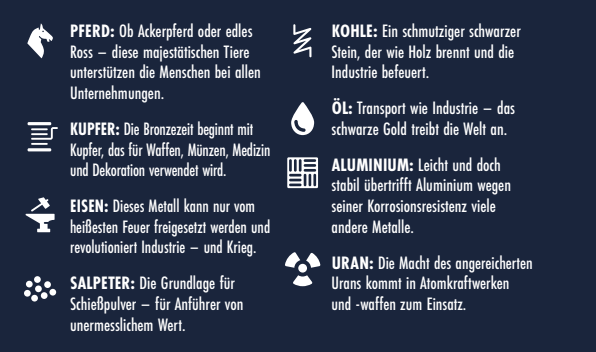 PFERD: Ob Ackerpferd oder edles
Ross – diese majestätischen Tiere
unterstützen die Menschen bei allen
Unternehmungen.
KUPFER: Die Bronzezeit beginnt mit
Kupfer, das für Waffen, Münzen, Medizin
und Dekoration verwendet wird.
EISEN: Dieses Metall kann nur vom
heißesten Feuer freigesetzt werden und
revolutioniert Industrie – und Krieg.
SALPETER: Die Grundlage für
Schießpulver – für Anführer von
unermesslichem Wert.
KOHLE: Ein schmutziger schwarzer
Stein, der wie Holz brennt und die
Industrie befeuert.
ÖL: Transport wie Industrie – das
schwarze Gold treibt die Welt an.
ALUMINIUM: Leicht und doch
stabil übertrifft Aluminium wegen
seiner Korrosionsresistenz viele
andere Metalle.
URAN: Die Macht des angereicherten
Urans kommt in Atomkraftwerken
und -waffen zum Einsatz.